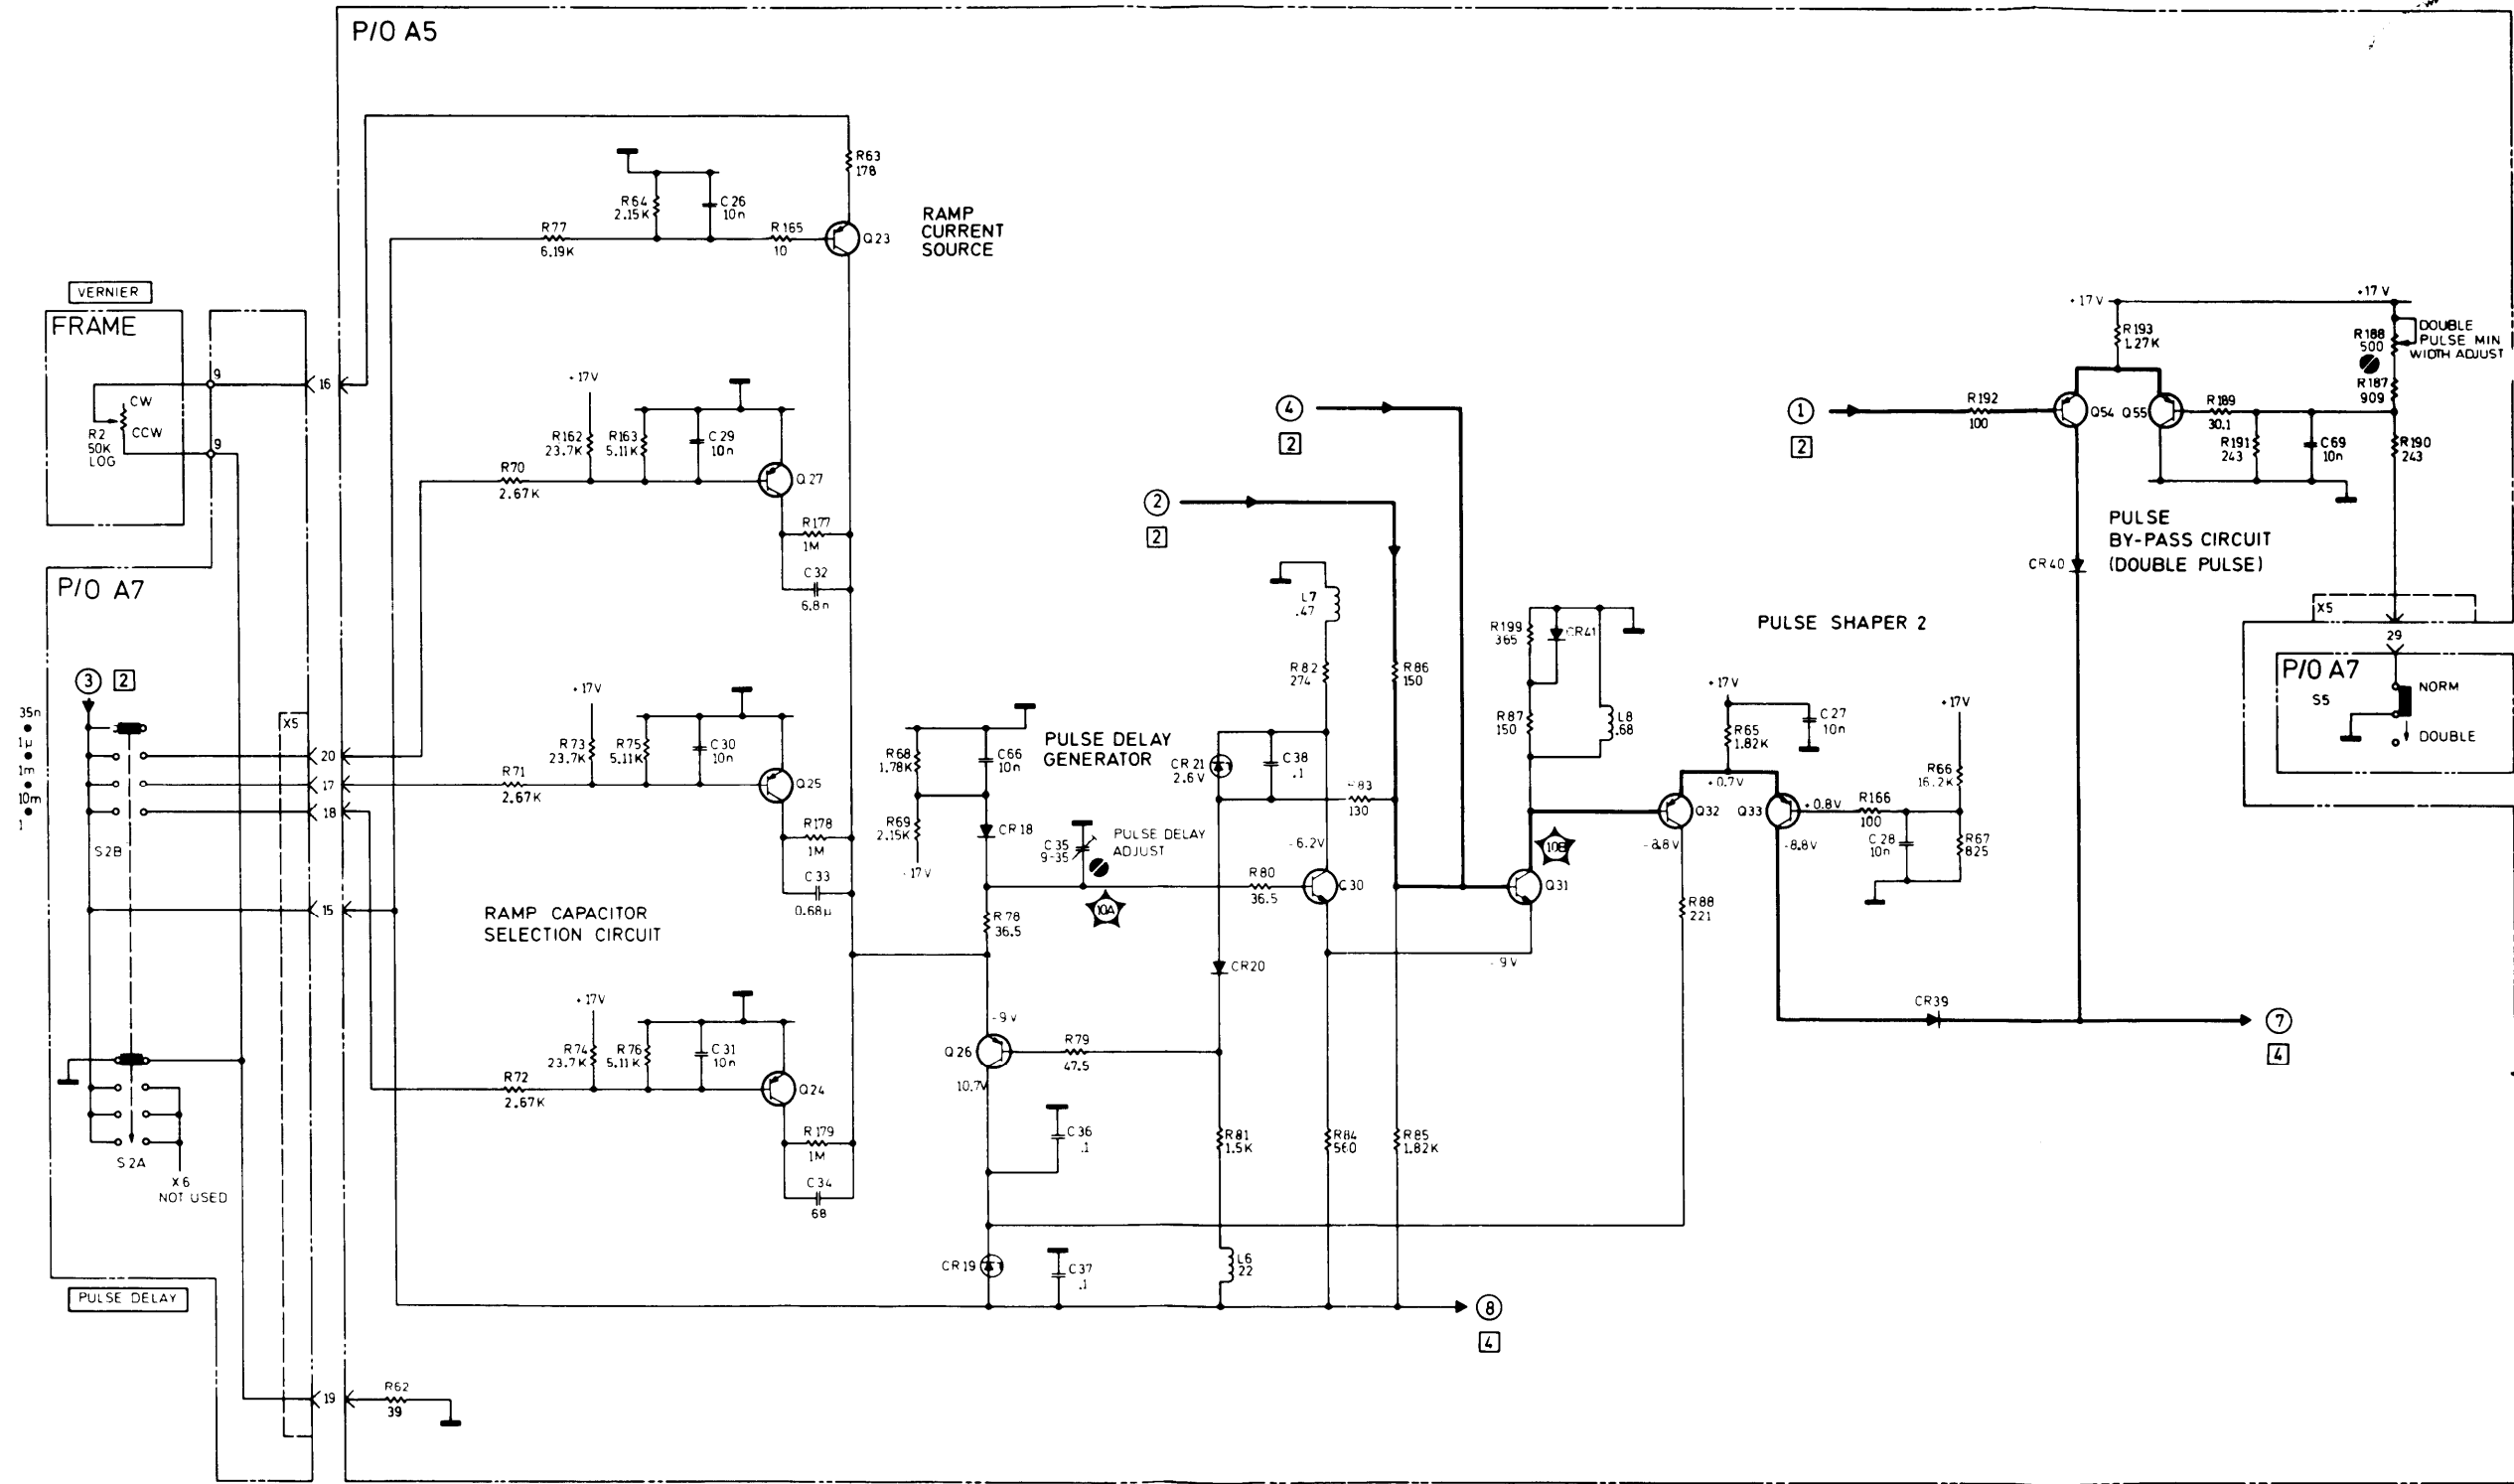 P/O A5
R63
178
R64
2.15K
C26
10n
R77
6.19K
R165
10
Q23
RAMP
CURRENT
SOURCE
VERNIER
FRAME
CW
CCW
R2
50K
LOG
9
9
16
+17V
R162
23.7K
R163
5.11K
C29
10n
R70
2.67K
Q27
R177
1M
C32
6.8n
4
2
2
2
1
2
R192
100
+17V
+17V
R193
1.27K
Q54
Q55
R189
30.1
R191
243
C69
10n
R188
500
R187
909
R190
243
DOUBLE
PULSE MIN
WIDTH ADJUST
PULSE
BY-PASS CIRCUIT
(DOUBLE PULSE)
CR40
X5
29
P/O A7
S5
NORM
DOUBLE
P/O A7
3
2
35n
1µ
1m
10m
1
S2B
X5
20
17
18
15
+17V
R73
23.7K
R75
5.11K
C30
10n
R71
2.67K
Q25
R178
1M
C33
0.68µ
RAMP CAPACITOR
SELECTION CIRCUIT
R68
1.78K
C66
10n
R69
2.15K
-17V
CR18
PULSE DELAY
GENERATOR
C35
9-35
PULSE DELAY
ADJUST
10A
R78
36.5
L7
.47
R82
274
CR21
2.6V
C38
.1
R83
130
R86
150
-6.2V
R80
36.5
Q31
10B
R199
365
CR41
R87
150
L8
.68
PULSE SHAPER 2
+17V
R65
1.82K
C27
10n
+0.7V
Q32
Q33
+0.8V
-8.8V
-8.8V
R166
100
+17V
R66
16.2K
R67
825
C28
10n
R88
221
-9V
CR20
CR39
7
4
+17V
R74
23.7K
R76
5.11K
C31
10n
R72
2.67K
Q24
R179
1M
C34
68
-9V
Q26
10.7V
R79
47.5
C36
.1
R81
1.5K
R84
560
R85
1.82K
CR19
C37
.1
L6
22
8
4
S2A
X6
NOT USED
PULSE DELAY
19
R62
39